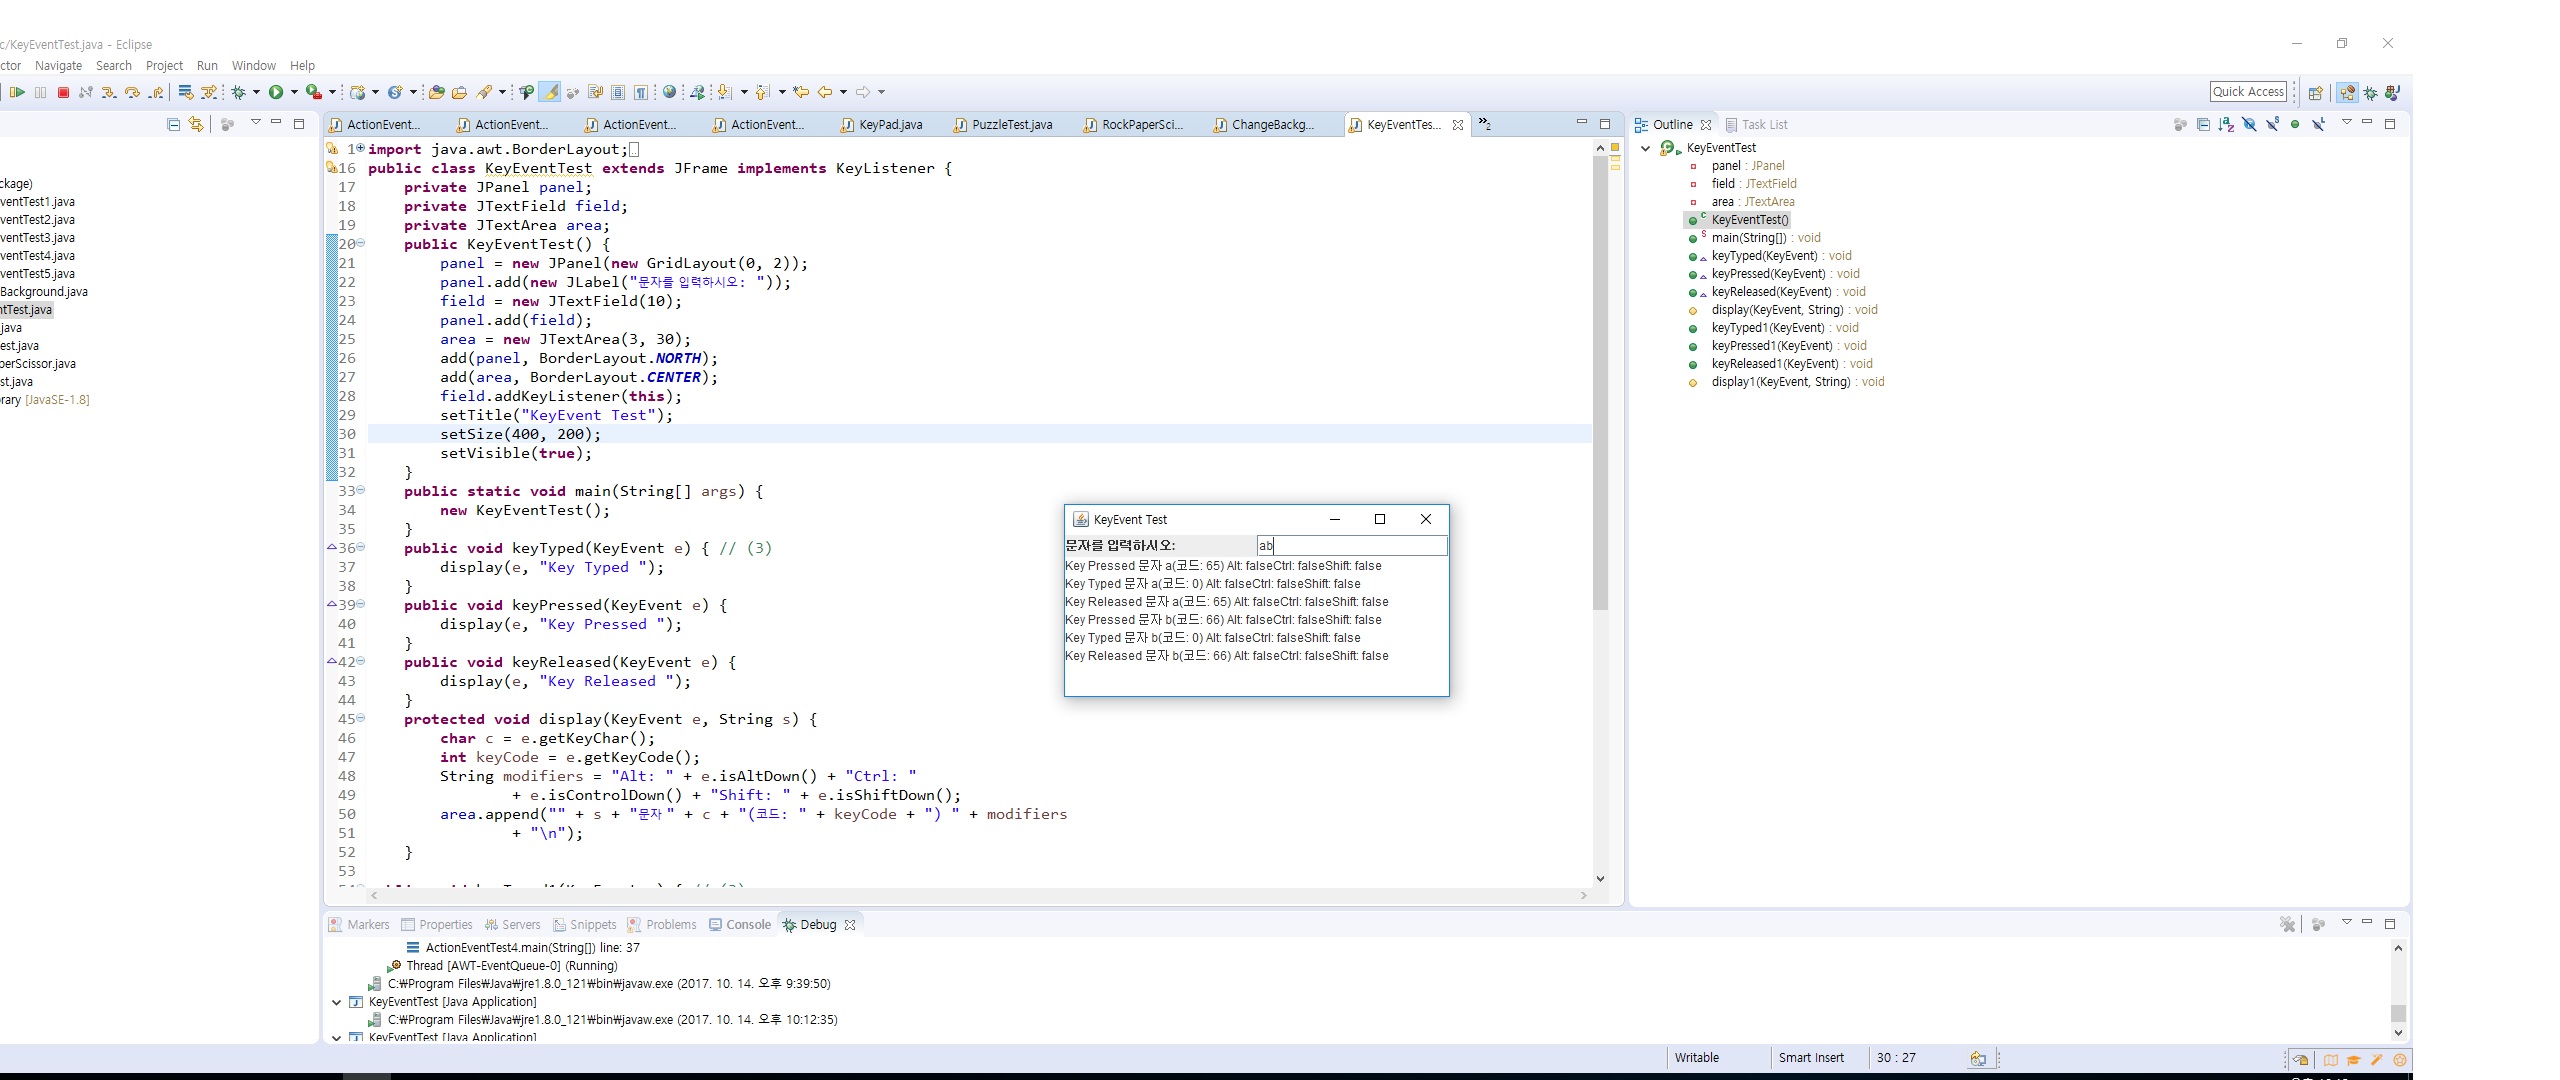 c/KeyEventTest.java - Eclipse
ctor Navigate Search Project Run Window Help
Quick Access
ckage)
ventTest1.java
ventTest2.java
ventTest3.java
ventTest4.java
ventTest5.java
Background.java
ntTest.java
.java
est.java
perScissor.java
st.java
rary [JavaSE-1.8]
ActionEvent... ActionEvent... ActionEvent... ActionEvent... KeyPad.java PuzzleTest.java RockPaperSci... ChangeBackg... KeyEventTes... »2
1 import java.awt.BorderLayout;
16 public class KeyEventTest extends JFrame implements KeyListener {
17 private JPanel panel;
18 private JTextField field;
19 private JTextArea area;
20 public KeyEventTest() {
21 panel = new JPanel(new GridLayout(0, 2));
22 panel.add(new JLabel("문자를 입력하시오: "));
23 field = new JTextField(10);
24 panel.add(field);
25 area = new JTextArea(3, 30);
26 add(panel, BorderLayout.NORTH);
27 add(area, BorderLayout.CENTER);
28 field.addKeyListener(this);
29 setTitle("KeyEvent Test");
30 setSize(400, 200);
31 setVisible(true);
32 }
33 public static void main(String[] args) {
34 new KeyEventTest();
35 }
36 public void keyTyped(KeyEvent e) { // (3)
37 display(e, "Key Typed ");
38 }
39 public void keyPressed(KeyEvent e) {
40 display(e, "Key Pressed ");
41 }
42 public void keyReleased(KeyEvent e) {
43 display(e, "Key Released ");
44 }
45 protected void display(KeyEvent e, String s) {
46 char c = e.getKeyChar();
47 int keyCode = e.getKeyCode();
48 String modifiers = "Alt: " + e.isAltDown() + "Ctrl: "
49 + e.isControlDown() + "Shift: " + e.isShiftDown();
50 area.append("" + s + "문자 " + c + "(코드: " + keyCode + ") " + modifiers
51 + "\n");
52 }
53
KeyEvent Test
문자를 입력하시오: ab
Key Pressed 문자 a(코드: 65) Alt: falseCtrl: falseShift: false
Key Typed 문자 a(코드: 0) Alt: falseCtrl: falseShift: false
Key Released 문자 a(코드: 65) Alt: falseCtrl: falseShift: false
Key Pressed 문자 b(코드: 66) Alt: falseCtrl: falseShift: false
Key Typed 문자 b(코드: 0) Alt: falseCtrl: falseShift: false
Key Released 문자 b(코드: 66) Alt: falseCtrl: falseShift: false
Outline Task List
KeyEventTest
panel : JPanel
field : JTextField
area : JTextArea
KeyEventTest()
main(String[]) : void
keyTyped(KeyEvent) : void
keyPressed(KeyEvent) : void
keyReleased(KeyEvent) : void
display(KeyEvent, String) : void
keyTyped1(KeyEvent) : void
keyPressed1(KeyEvent) : void
keyReleased1(KeyEvent) : void
display1(KeyEvent, String) : void
Markers Properties Servers Snippets Problems Console Debug
ActionEventTest4.main(String[]) line: 37
Thread [AWT-EventQueue-0] (Running)
C:₩Program Files₩Java₩jre1.8.0_121₩bin₩javaw.exe (2017. 10. 14. 오후 9:39:50)
KeyEventTest [Java Application]
C:₩Program Files₩Java₩jre1.8.0_121₩bin₩javaw.exe (2017. 10. 14. 오후 10:12:35)
KeyEventTest [Java Application]
Writable Smart Insert 30 : 27